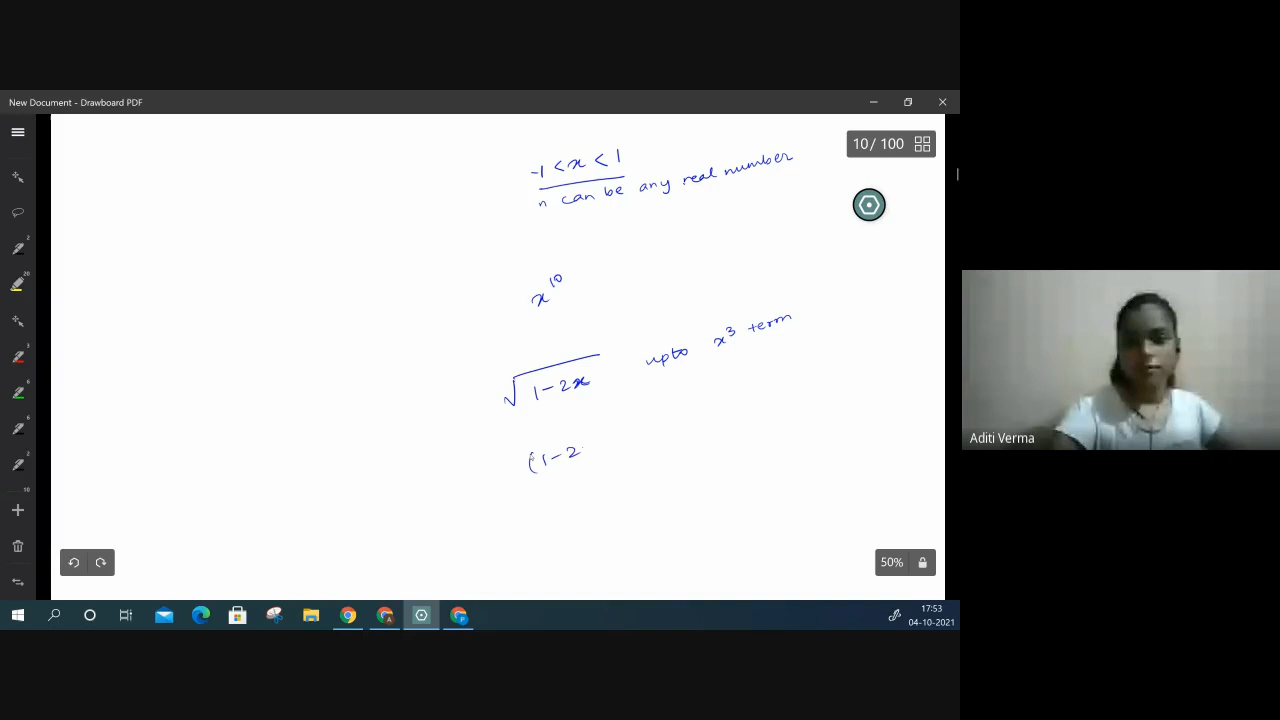 New Document - Drawboard PDF
10 / 100
-1 < x < 1
n can be any real number
x^10
√(1-2x) upto x^3 term
(1-2
Aditi Verma
50%
17:53
04-10-2021